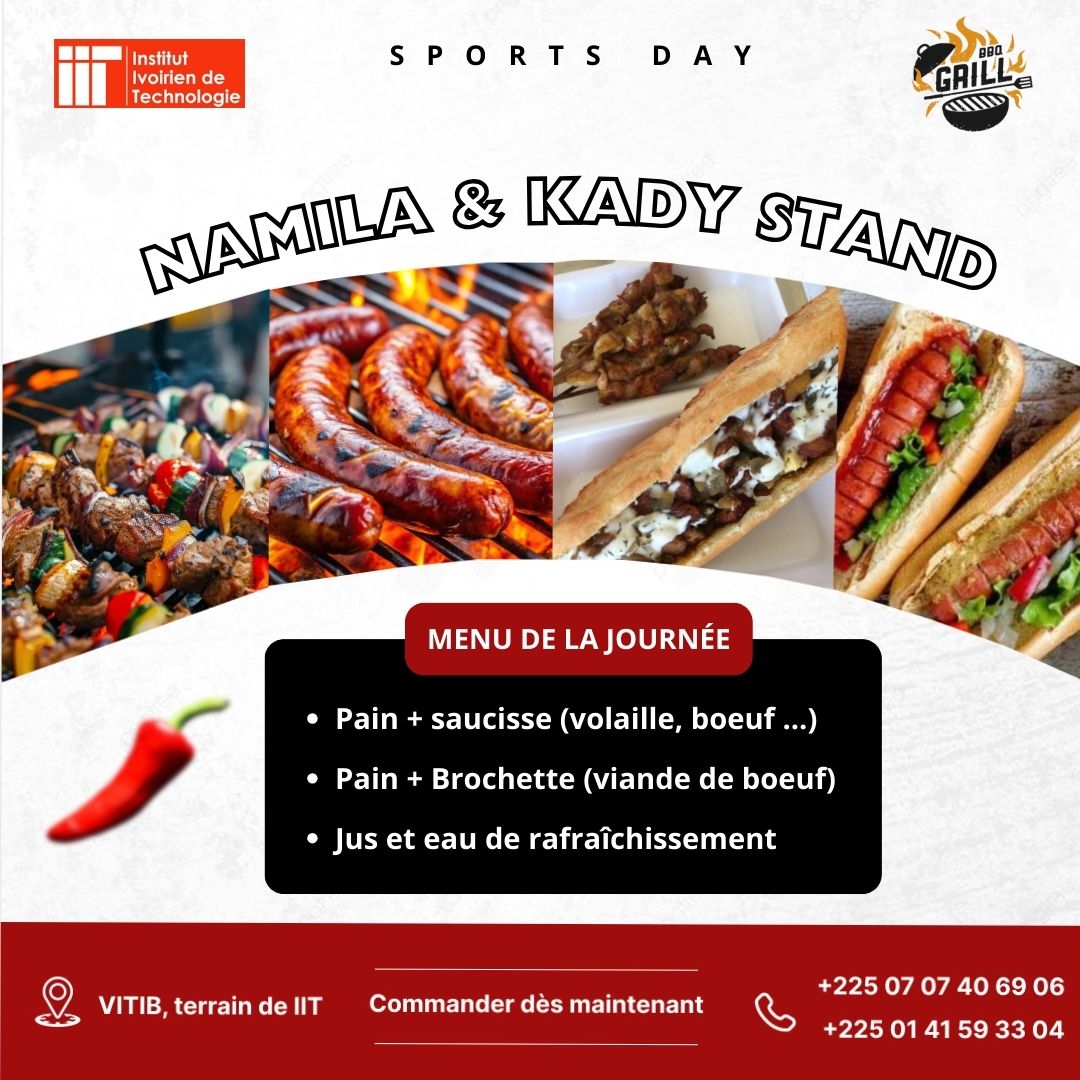 IIT
Institut
Ivoirien de
Technologie
SPORTS DAY
BBQ
GRILL
NAMILA & KADY STAND
MENU DE LA JOURNÉE
• Pain + saucisse (volaille, boeuf ...)
• Pain + Brochette (viande de boeuf)
• Jus et eau de rafraîchissement
VITIB, terrain de IIT
Commander dès maintenant
+225 07 07 40 69 06
+225 01 41 59 33 04